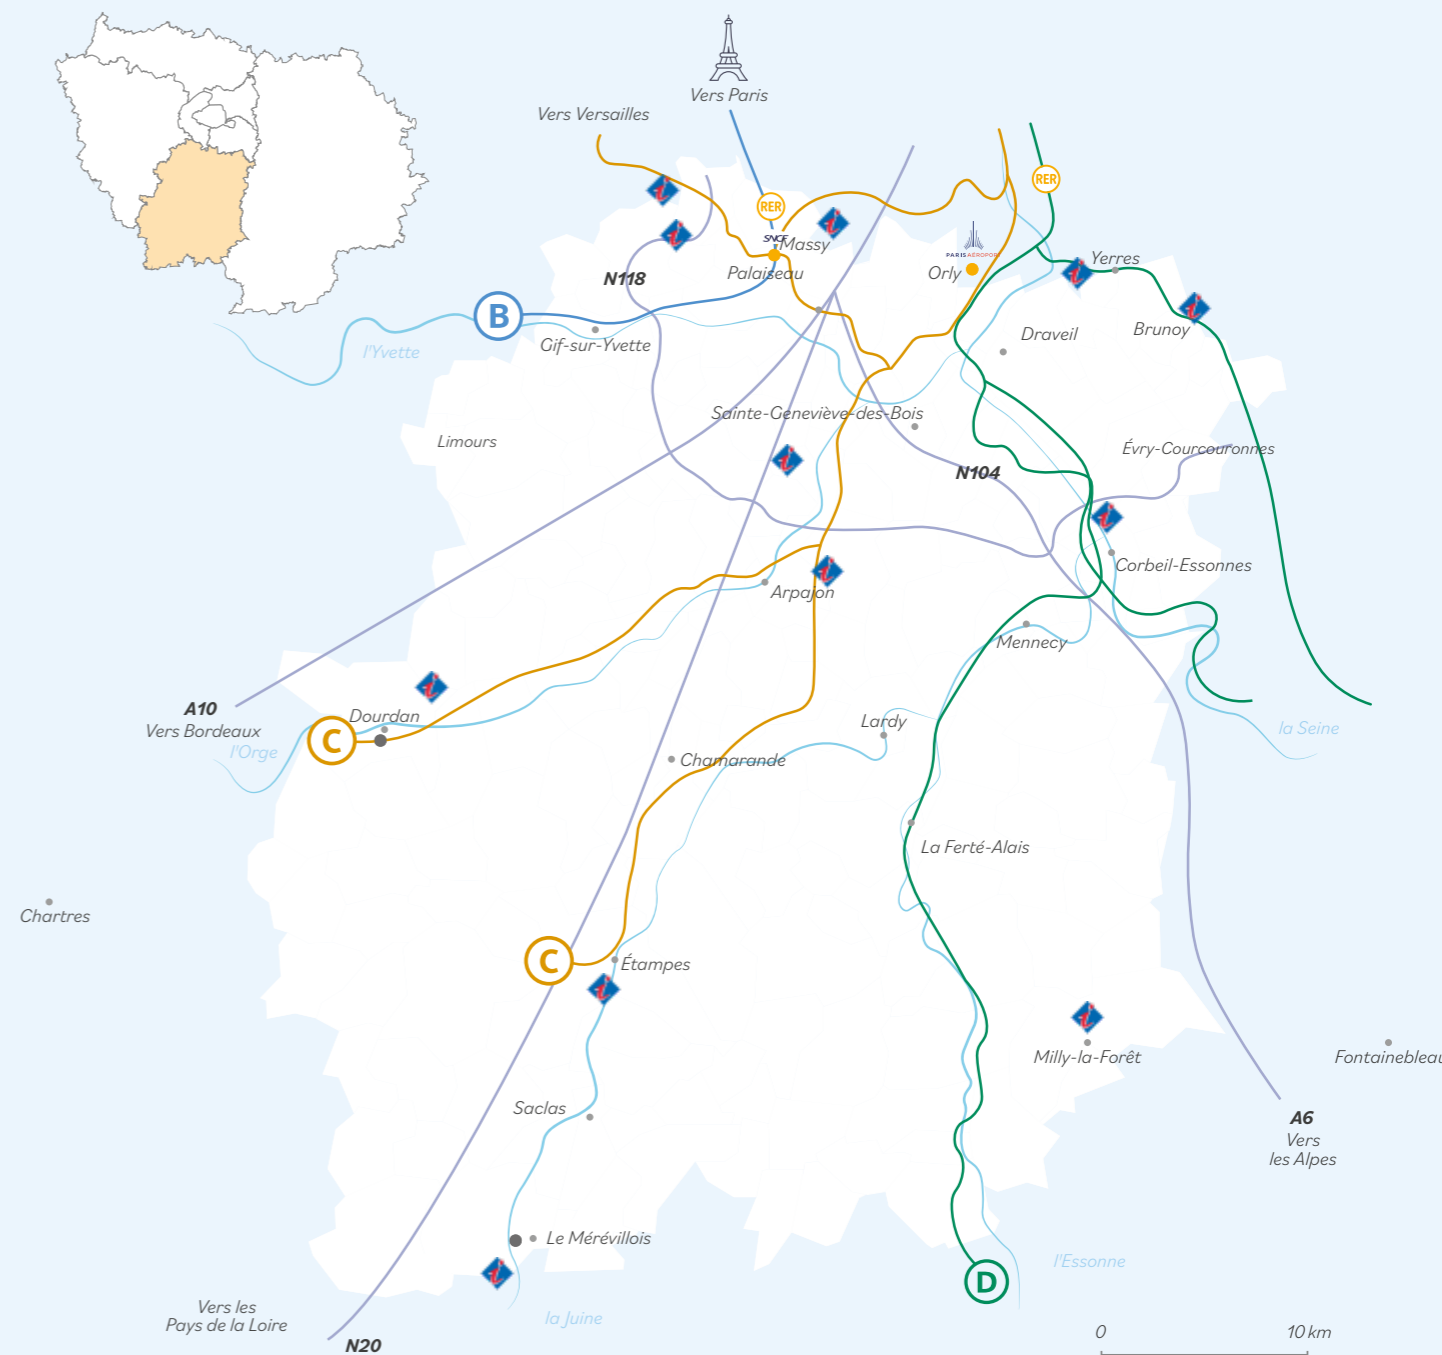 Vers Paris
Vers Versailles
RER
RER
SNCF
Massy
Palaiseau
PARIS AÉROPORT
Orly
Yerres
N118
B
Gif-sur-Yvette
l'Yvette
Draveil
Brunoy
Limours
Sainte-Geneviève-des-Bois
Évry-Courcouronnes
N104
Corbeil-Essonnes
Arpajon
Mennecy
A10
Vers Bordeaux
l'Orge
C
Dourdan
Lardy
la Seine
Chamarande
La Ferté-Alais
Chartres
C
Étampes
Milly-la-Forêt
Fontainebleau
Saclas
A6
Vers
les Alpes
Le Mérévillois
l'Essonne
D
Vers les
Pays de la Loire
la Juine
N20
0
10 km